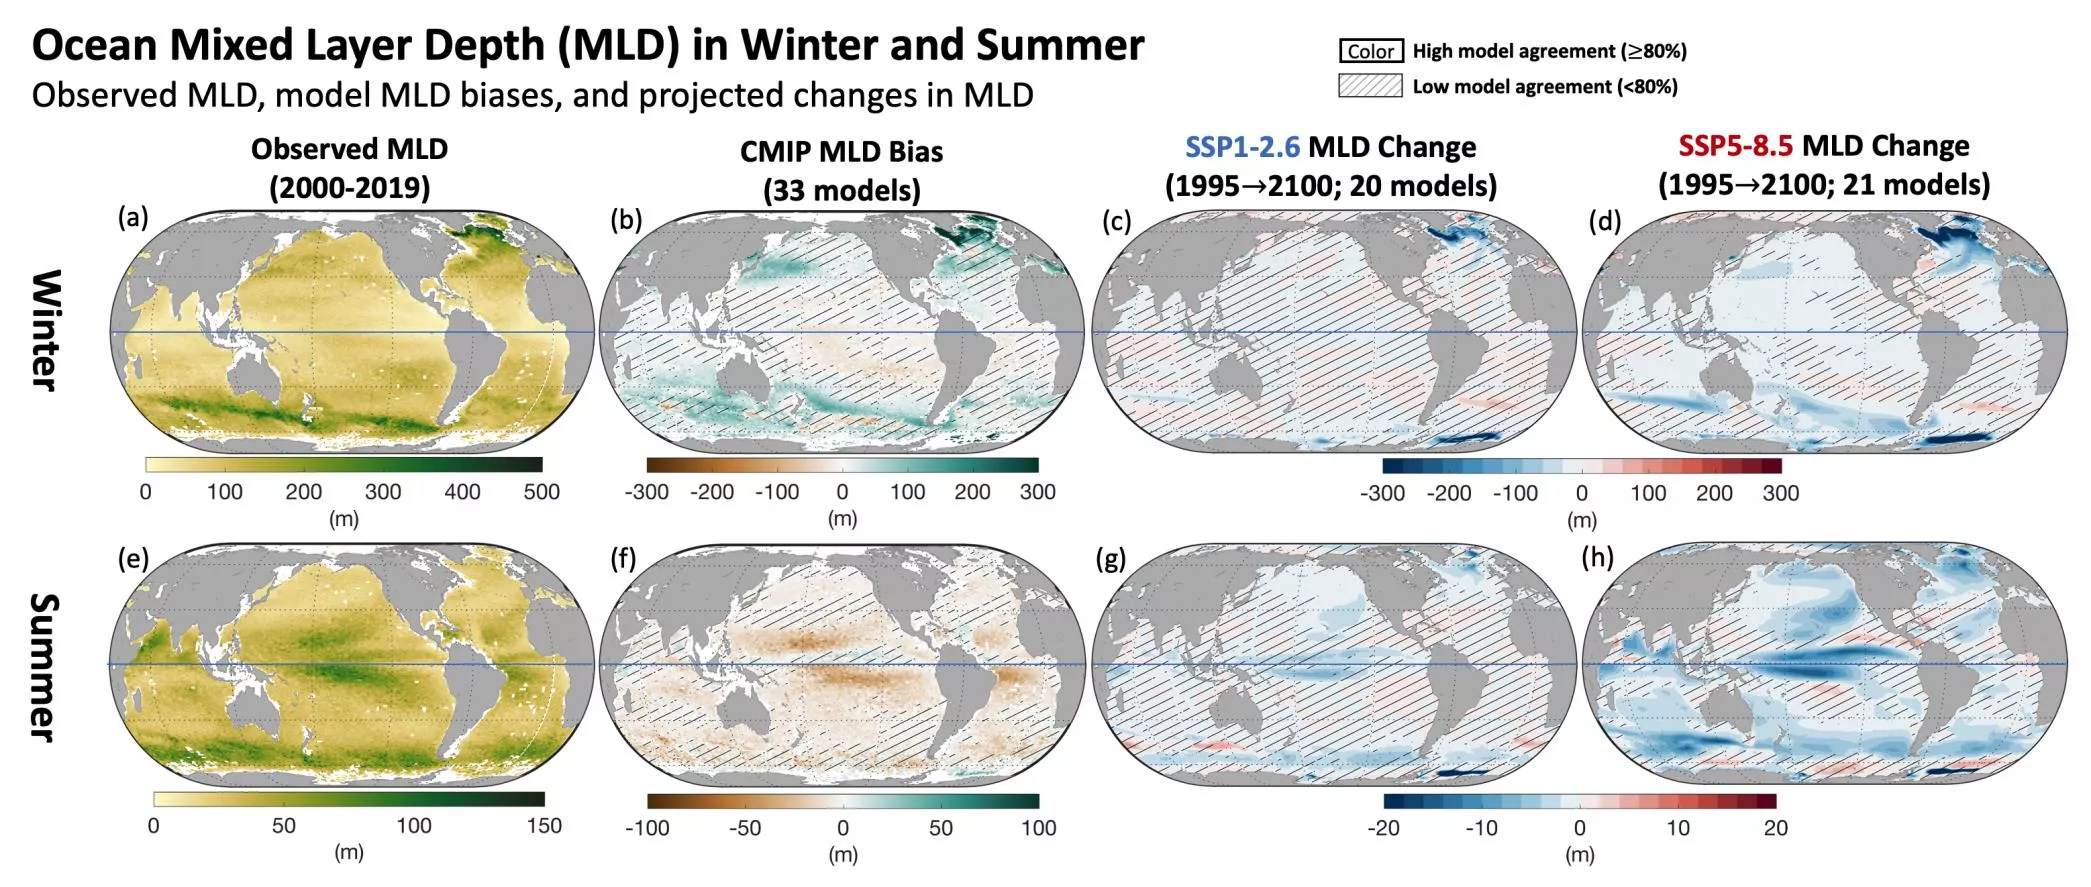 Ocean Mixed Layer Depth (MLD) in Winter and Summer
Observed MLD, model MLD biases, and projected changes in MLD
Color High model agreement (≥80%)
Low model agreement (<80%)
Observed MLD
(2000-2019)
CMIP MLD Bias
(33 models)
SSP1-2.6 MLD Change
(1995→2100; 20 models)
SSP5-8.5 MLD Change
(1995→2100; 21 models)
Winter
(a)
(b)
(c)
(d)
0 100 200 300 400 500
(m)
-300 -200 -100 0 100 200 300
(m)
-300 -200 -100 0 100 200 300
(m)
Summer
(e)
(f)
(g)
(h)
0 50 100 150
(m)
-100 -50 0 50 100
(m)
-20 -10 0 10 20
(m)